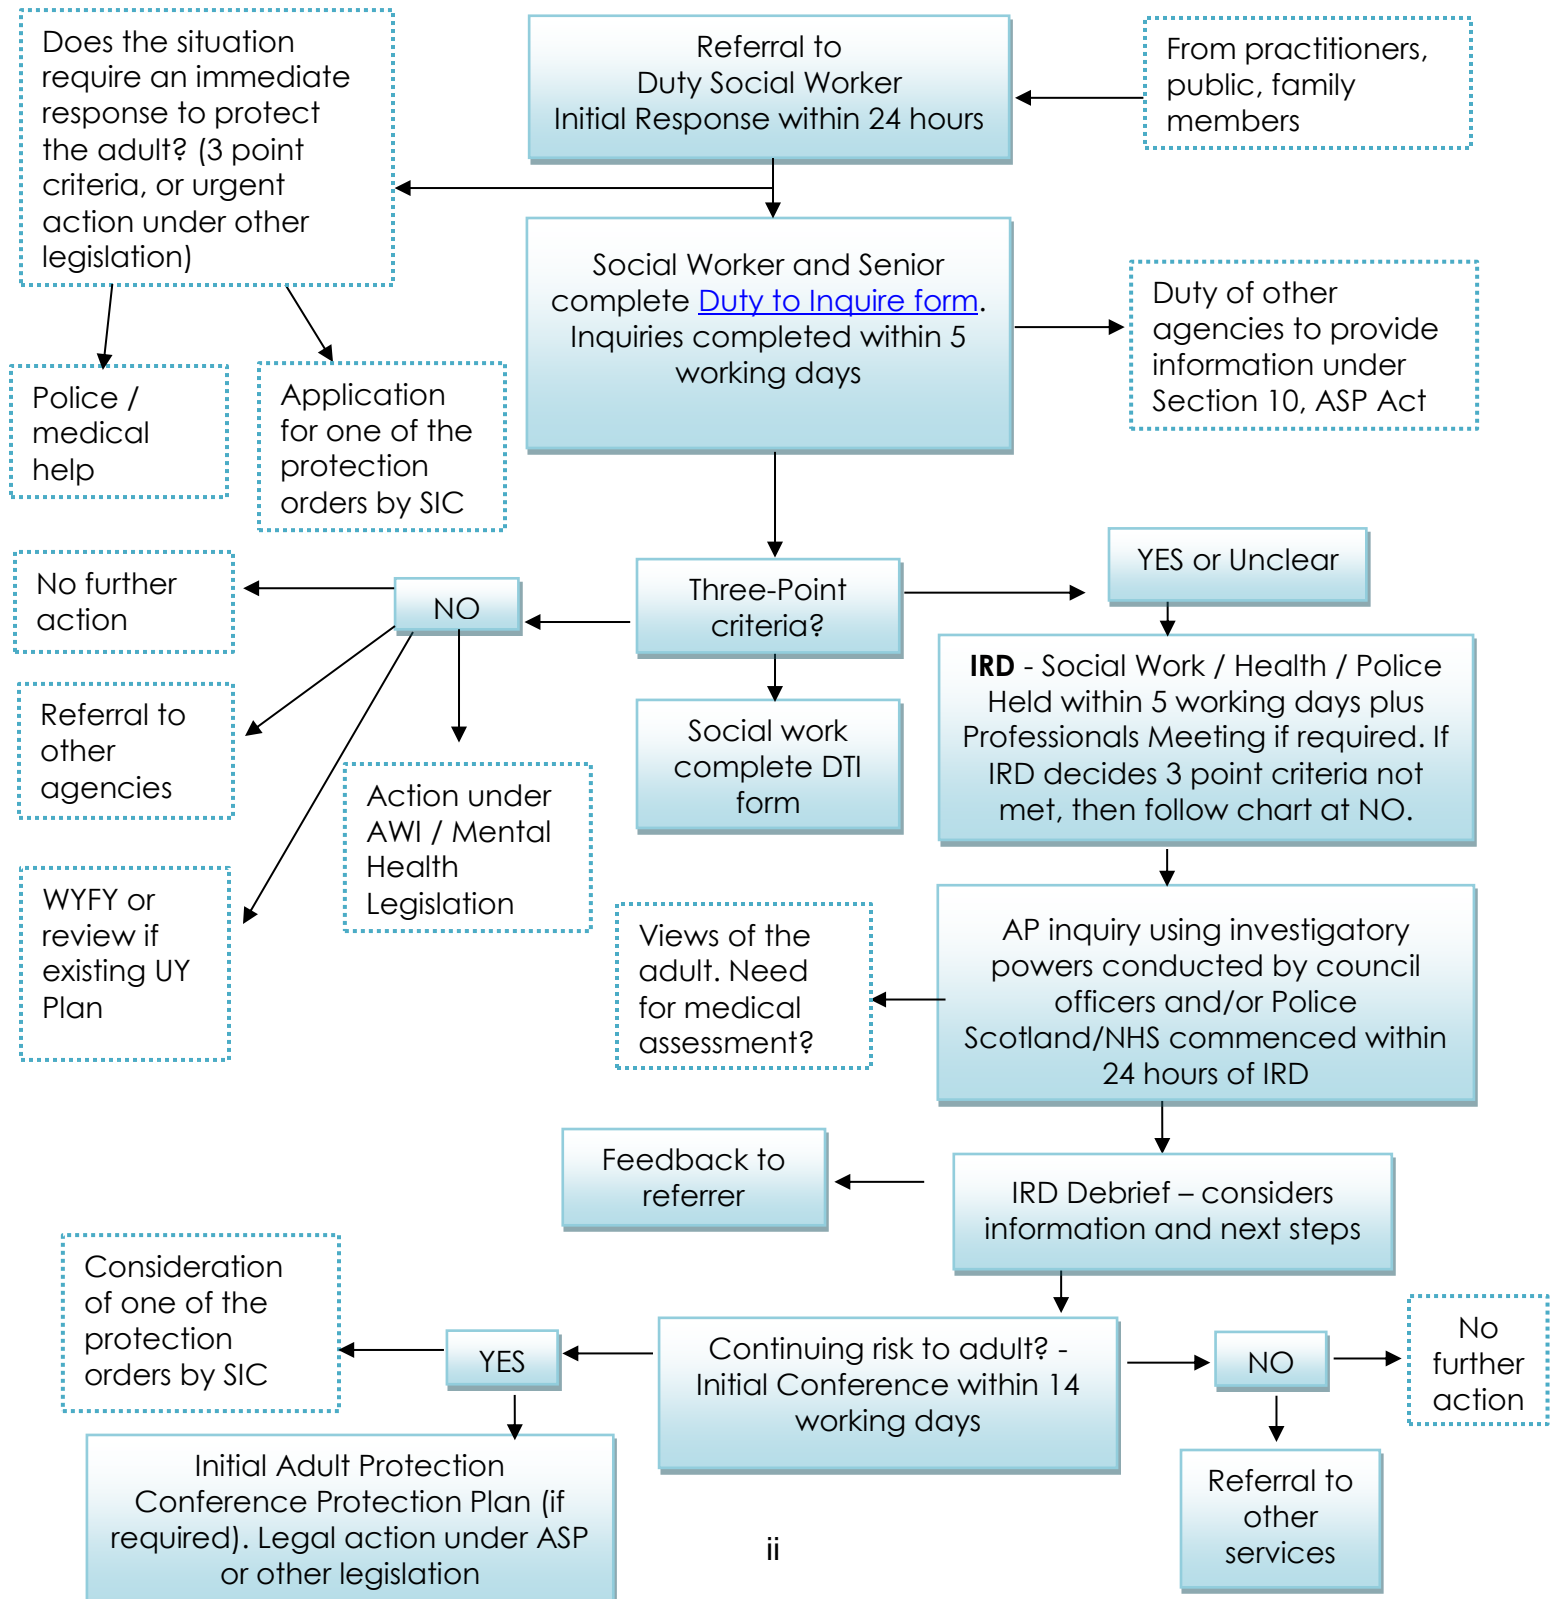 Does the situation
require an immediate
response to protect
the adult? (3 point
criteria, or urgent
action under other
legislation)
Referral to
Duty Social Worker
Initial Response within 24 hours
From practitioners,
public, family
members
Social Worker and Senior
complete Duty to Inquire form.
Inquiries completed within 5
working days
Duty of other
agencies to provide
information under
Section 10, ASP Act
Police /
medical
help
Application
for one of the
protection
orders by SIC
No further
action
NO
Three-Point
criteria?
YES or Unclear
Referral to
other
agencies
Action under
AWI / Mental
Health
Legislation
Social work
complete DTI
form
IRD - Social Work / Health / Police
Held within 5 working days plus
Professionals Meeting if required. If
IRD decides 3 point criteria not
met, then follow chart at NO.
WYFY or
review if
existing UY
Plan
Views of the
adult. Need
for medical
assessment?
AP inquiry using investigatory
powers conducted by council
officers and/or Police
Scotland/NHS commenced within
24 hours of IRD
Feedback to
referrer
IRD Debrief – considers
information and next steps
Consideration
of one of the
protection
orders by SIC
YES
Continuing risk to adult? -
Initial Conference within 14
working days
NO
No
further
action
Initial Adult Protection
Conference Protection Plan (if
required). Legal action under ASP
or other legislation
Referral to
other
services
ii